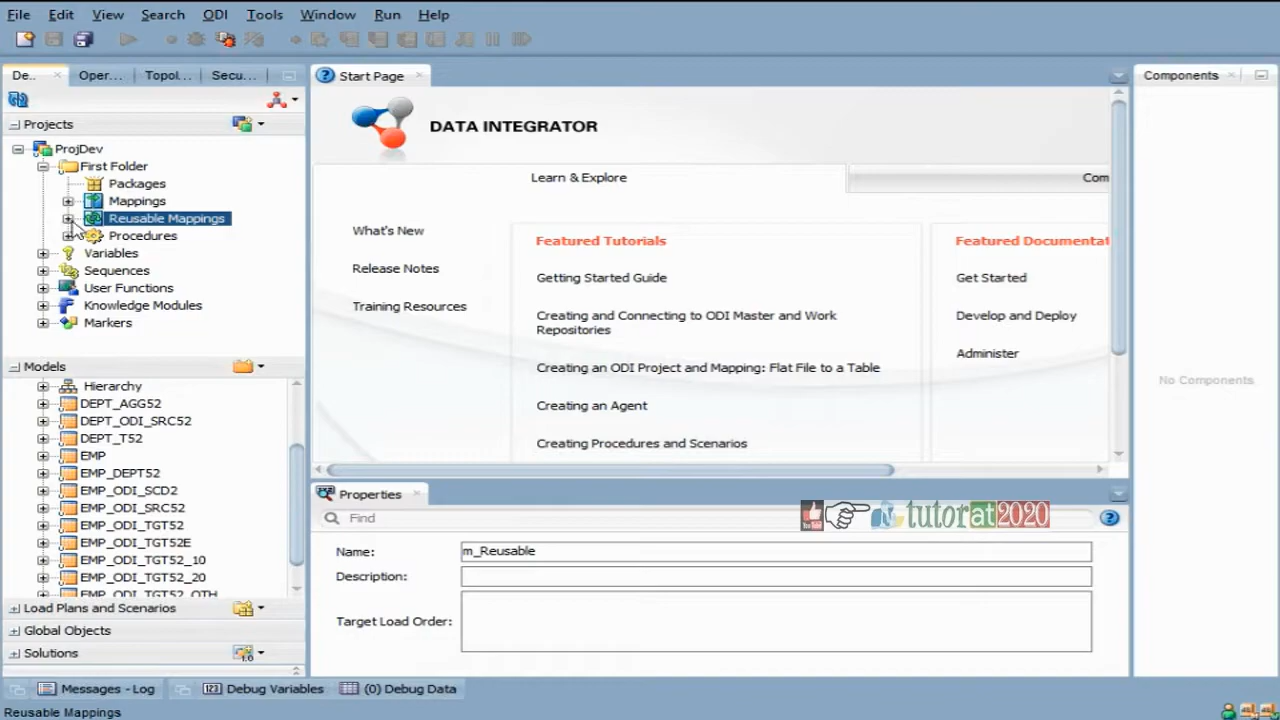 File Edit View Search ODI Tools Window Run Help
De.. Oper... Topol... Secu...
Projects
ProjDev
First Folder
Packages
Mappings
Reusable Mappings
Procedures
Variables
Sequences
User Functions
Knowledge Modules
Markers
Models
Hierarchy
DEPT_AGG52
DEPT_ODI_SRC52
DEPT_T52
EMP
EMP_DEPT52
EMP_ODI_SCD2
EMP_ODI_SRC52
EMP_ODI_TGT52
EMP_ODI_TGT52E
EMP_ODI_TGT52_10
EMP_ODI_TGT52_20
EMP_ODI_TGT52_OTH
Load Plans and Scenarios
Global Objects
Solutions
1.0
Start Page
DATA INTEGRATOR
Learn & Explore
Com
What's New
Release Notes
Training Resources
Featured Tutorials
Getting Started Guide
Creating and Connecting to ODI Master and Work
Repositories
Creating an ODI Project and Mapping: Flat File to a Table
Creating an Agent
Creating Procedures and Scenarios
Featured Documentat
Get Started
Develop and Deploy
Administer
Properties
Find
tutorat2020
Name: m_Reusable
Description:
Target Load Order:
Components
No Components
Messages - Log Debug Variables (0) Debug Data
Reusable Mappings